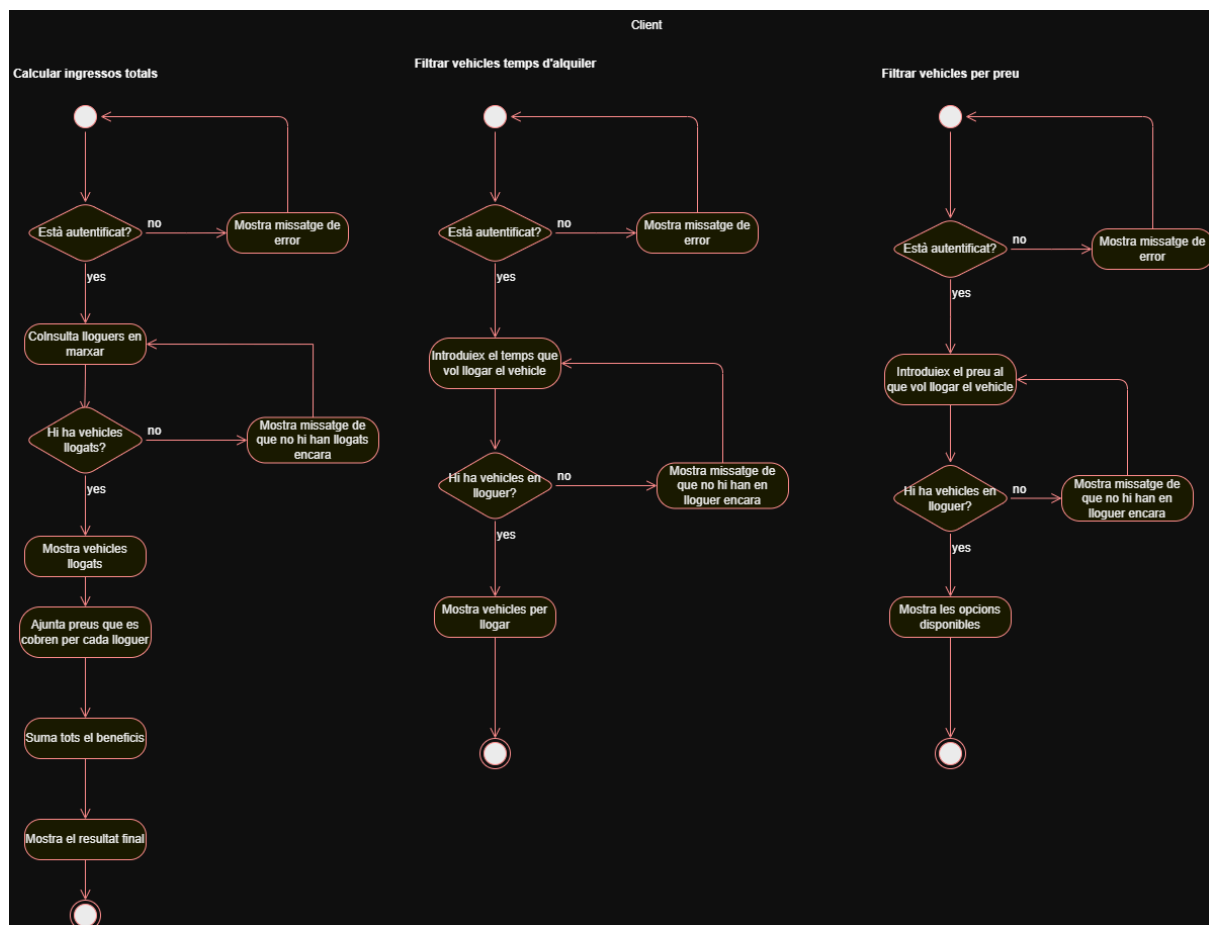 Client
Calcular ingressos totals
Està autentificat?
no
Mostra missatge de
error
yes
Colnsulta lloguers en
marxar
Hi ha vehicles
llogats?
no
Mostra missatge de
que no hi han llogats
encara
yes
Mostra vehicles
llogats
Ajunta preus que es
cobren per cada lloguer
Suma tots el beneficis
Mostra el resultat final
Filtrar vehicles temps d'alquiler
Està autentificat?
no
Mostra missatge de
error
yes
Introduiex el temps que
vol llogar el vehicle
Hi ha vehicles en
lloguer?
no
Mostra missatge de
que no hi han en
lloguer encara
yes
Mostra vehicles per
llogar
Filtrar vehicles per preu
Està autentificat?
no
Mostra missatge de
error
yes
Introduiex el preu al
que vol llogar el vehicle
Hi ha vehicles en
lloguer?
no
Mostra missatge de
que no hi han en
lloguer encara
yes
Mostra les opcions
disponibles